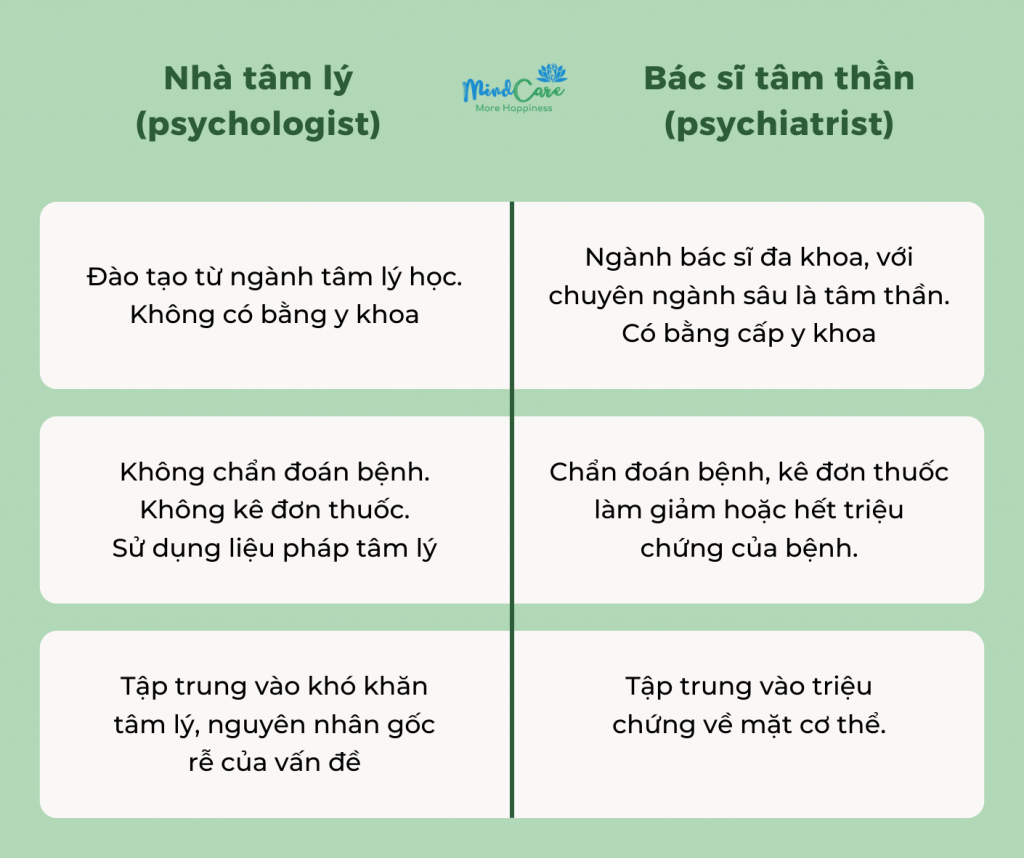 Nhà tâm lý
(psychologist)
MindCare
More Happiness
Bác sĩ tâm thần
(psychiatrist)
Đào tạo từ ngành tâm lý học.
Không có bằng y khoa
Ngành bác sĩ đa khoa, với
chuyên ngành sâu là tâm thần.
Có bằng cấp y khoa
Không chẩn đoán bệnh.
Không kê đơn thuốc.
Sử dụng liệu pháp tâm lý
Chẩn đoán bệnh, kê đơn thuốc
làm giảm hoặc hết triệu
chứng của bệnh.
Tập trung vào khó khăn
tâm lý, nguyên nhân gốc
rễ của vấn đề
Tập trung vào triệu
chứng về mặt cơ thể.